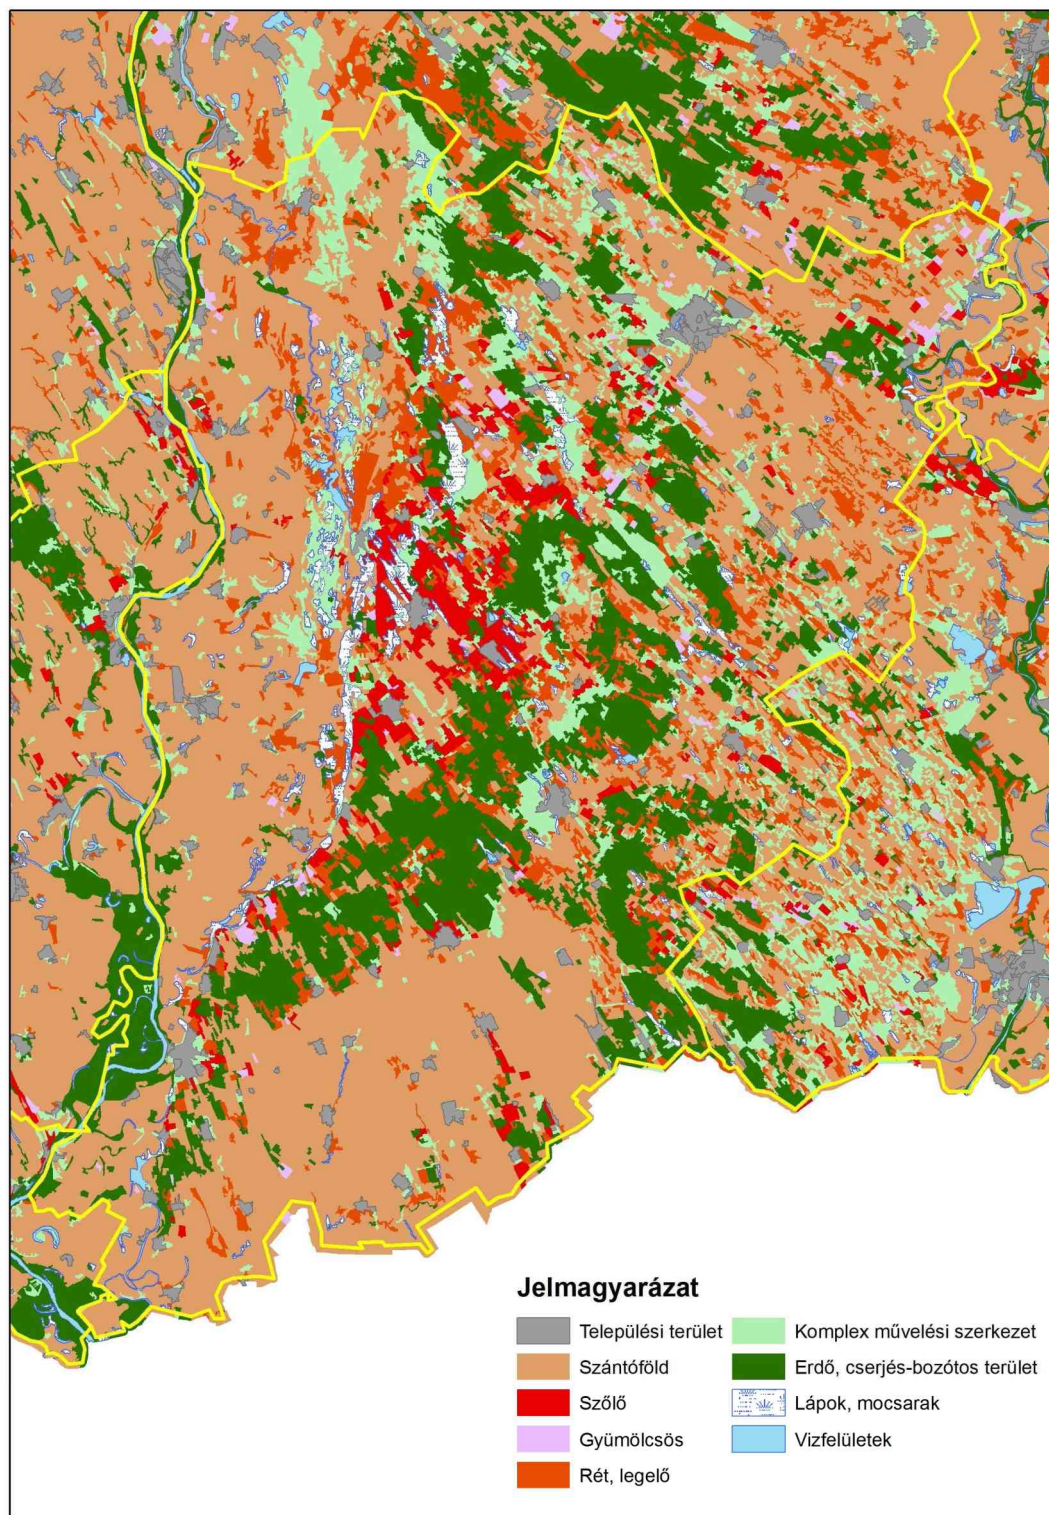 Jelmagyarázat
Települési terület
Szántóföld
Szőlő
Gyümölcsös
Rét, legelő
Komplex művelési szerkezet
Erdő, cserjés-bozótos terület
Lápok, mocsarak
Vizfelületek